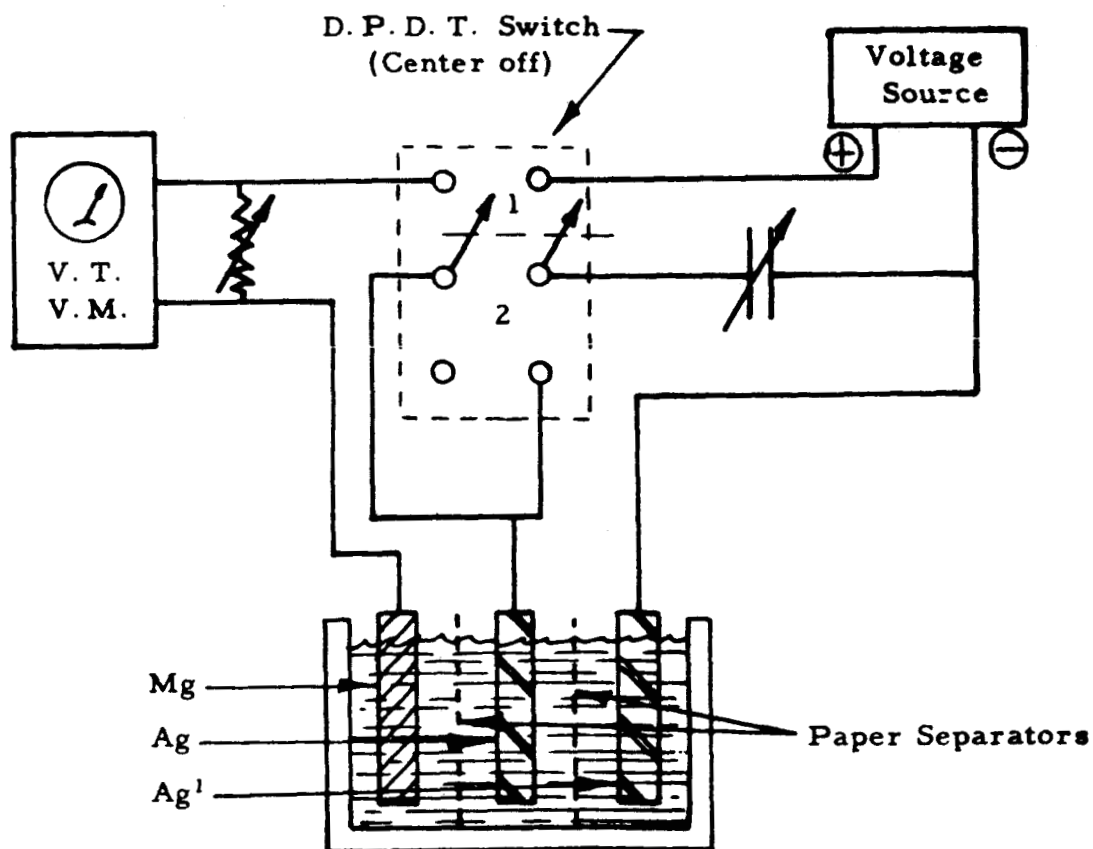 D. P. D. T. Switch
(Center off)
Voltage
Source
+
−
V. T.
V. M.
1
2
Mg
Ag
Ag¹
Paper Separators